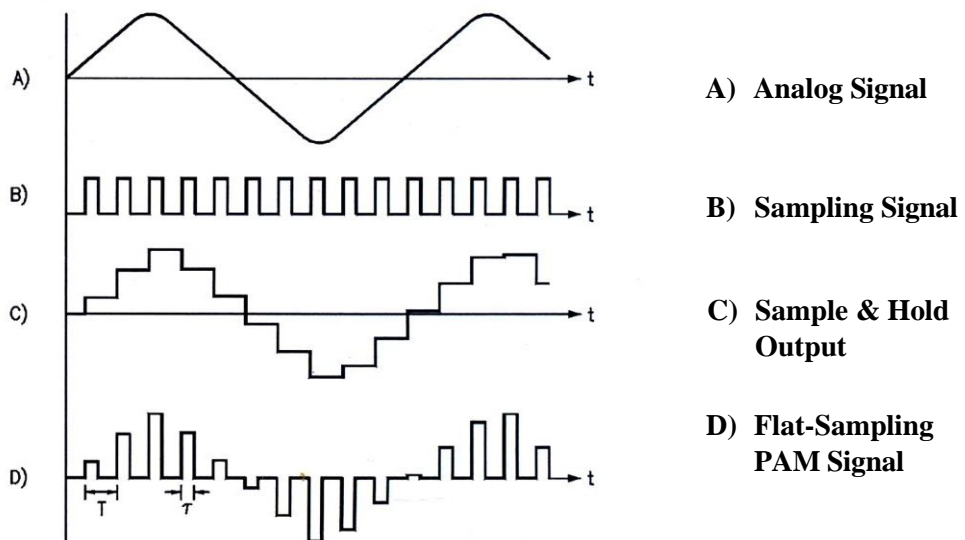 A)
t
A) Analog Signal
B)
t
B) Sampling Signal
C)
t
C) Sample & Hold
Output
D)
t
T
τ
D) Flat-Sampling
PAM Signal